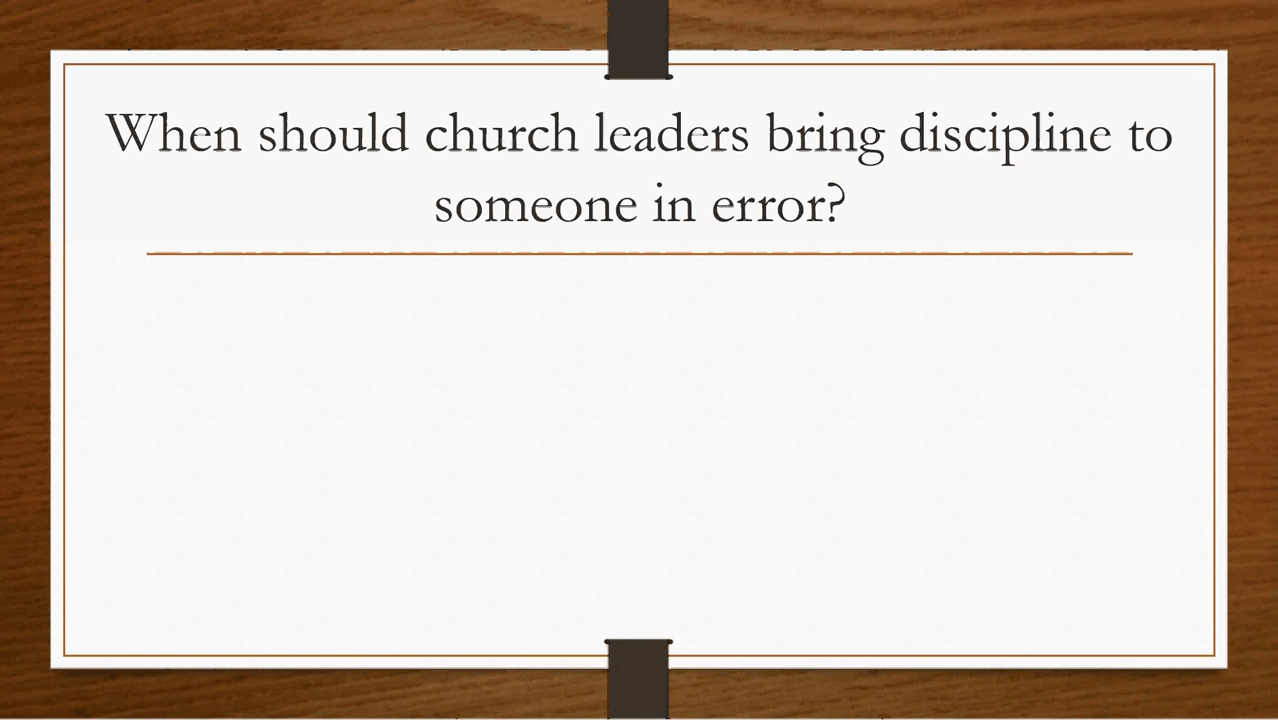 When should church leaders bring discipline to
someone in error?